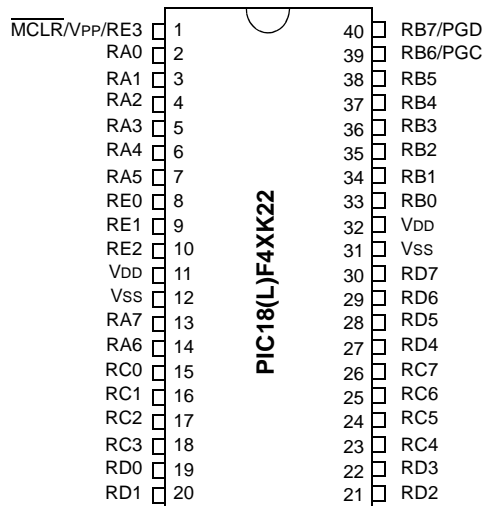 MCLR/VPP/RE3 1 40 RB7/PGD
RA0 2 39 RB6/PGC
RA1 3 38 RB5
RA2 4 37 RB4
RA3 5 36 RB3
RA4 6 35 RB2
RA5 7 34 RB1
RE0 8 33 RB0
RE1 9 32 VDD
RE2 10 31 VSS
VDD 11 30 RD7
VSS 12 29 RD6
RA7 13 28 RD5
RA6 14 27 RD4
RC0 15 26 RC7
RC1 16 25 RC6
RC2 17 24 RC5
RC3 18 23 RC4
RD0 19 22 RD3
RD1 20 21 RD2
PIC18(L)F4XK22